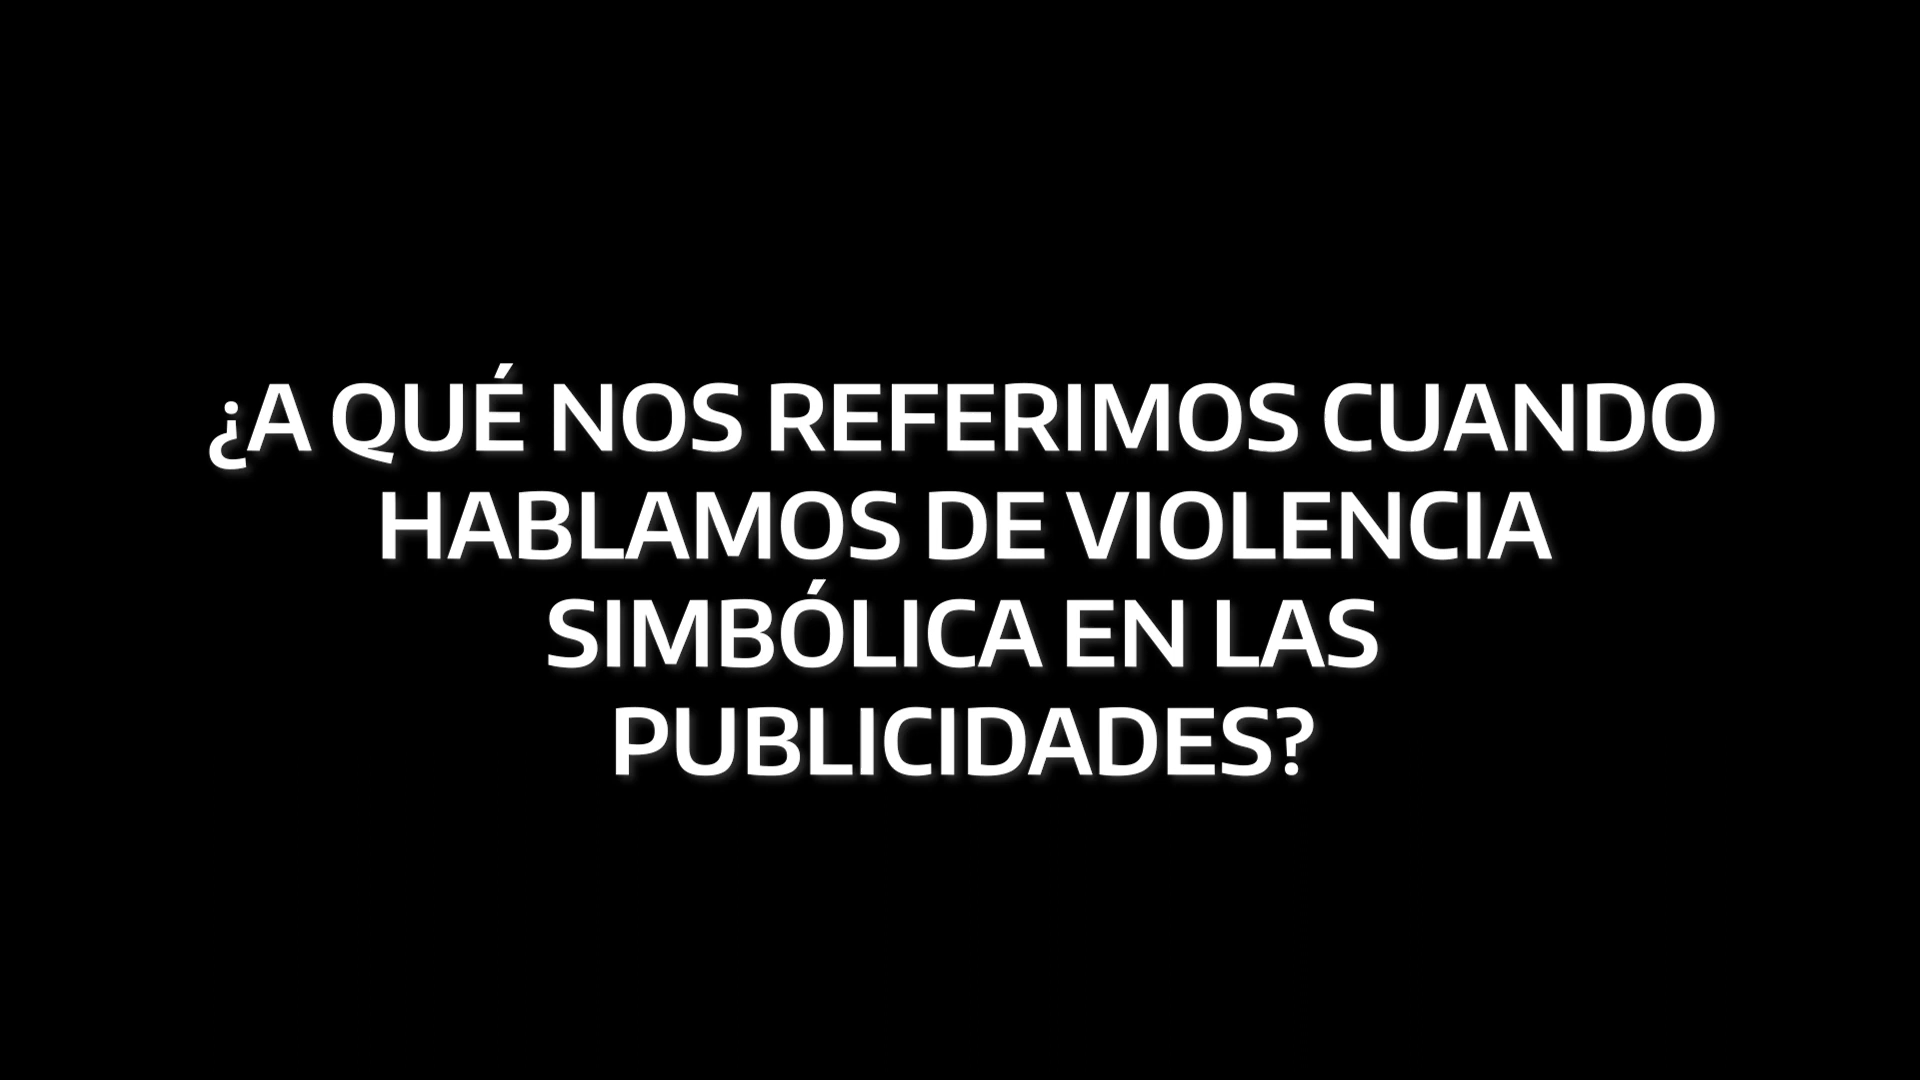 ¿A QUÉ NOS REFERIMOS CUANDO
HABLAMOS DE VIOLENCIA
SIMBÓLICA EN LAS
PUBLICIDADES?